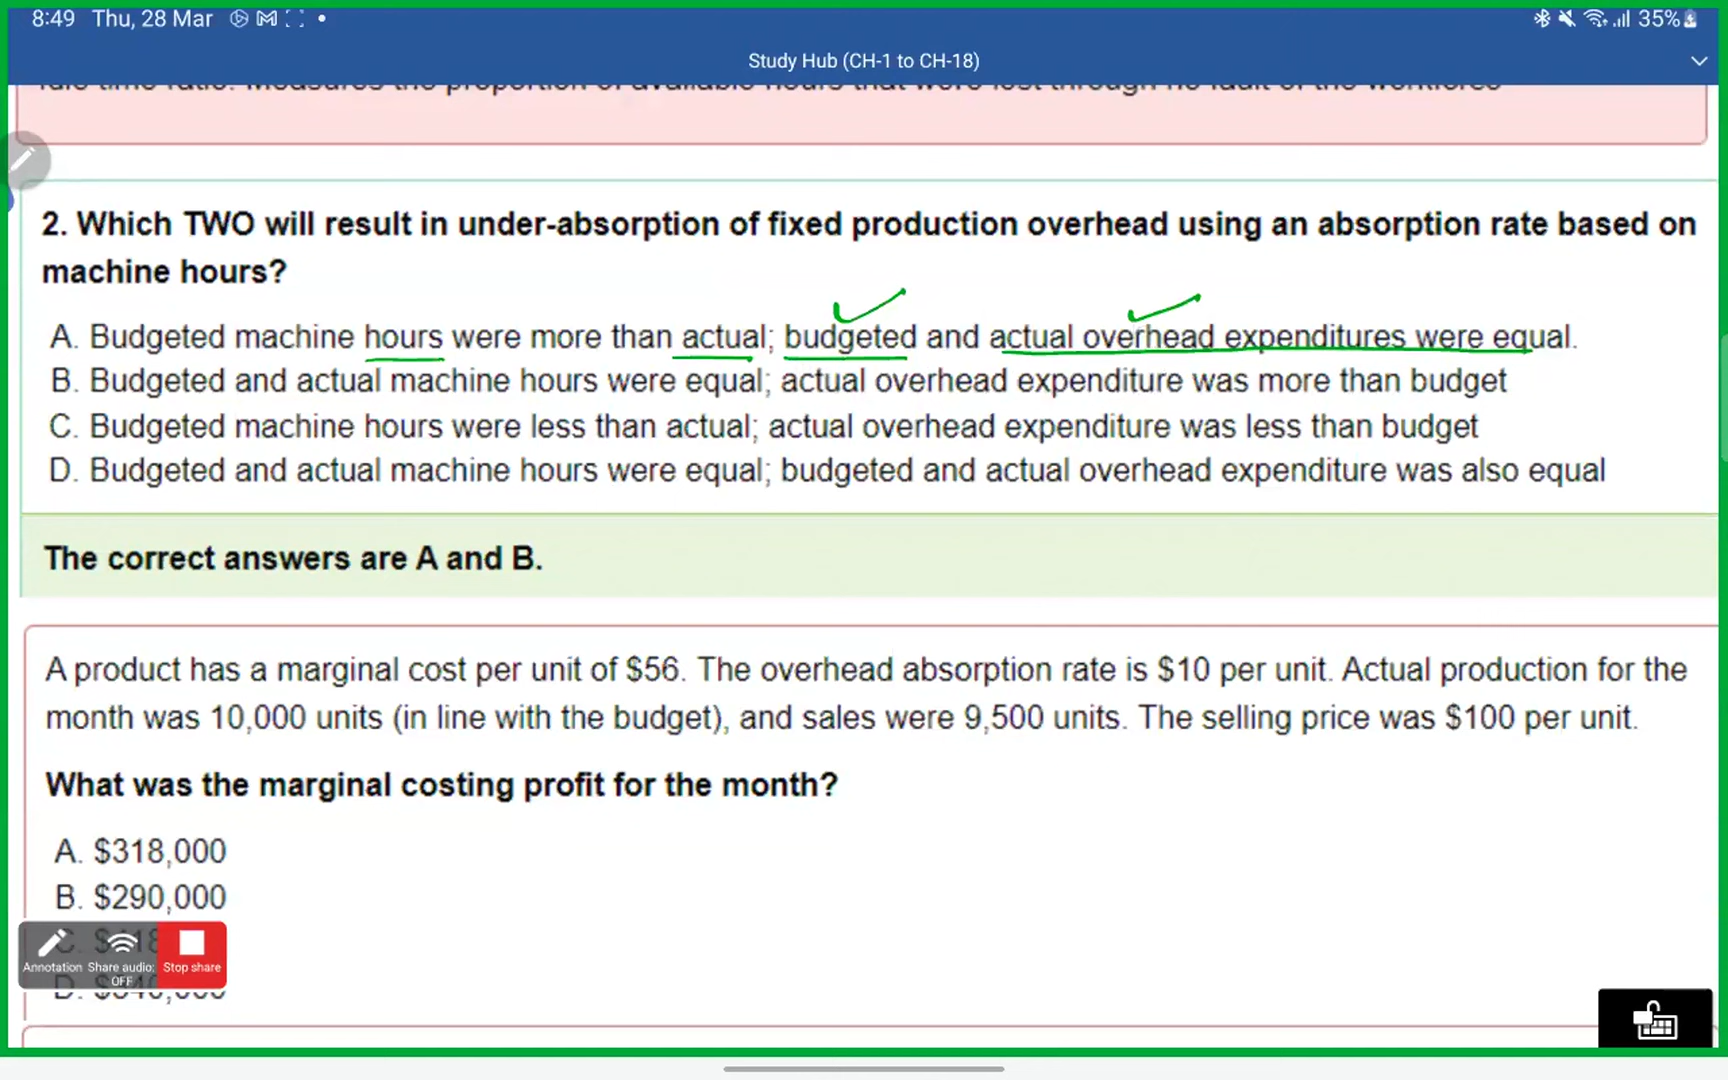 8:49 Thu, 28 Mar
35%
Study Hub (CH-1 to CH-18)
2. Which TWO will result in under-absorption of fixed production overhead using an absorption rate based on
machine hours?
A. Budgeted machine hours were more than actual; budgeted and actual overhead expenditures were equal.
B. Budgeted and actual machine hours were equal; actual overhead expenditure was more than budget
C. Budgeted machine hours were less than actual; actual overhead expenditure was less than budget
D. Budgeted and actual machine hours were equal; budgeted and actual overhead expenditure was also equal
The correct answers are A and B.
A product has a marginal cost per unit of $56. The overhead absorption rate is $10 per unit. Actual production for the
month was 10,000 units (in line with the budget), and sales were 9,500 units. The selling price was $100 per unit.
What was the marginal costing profit for the month?
A. $318,000
B. $290,000
C.
D.
Annotation Share audio: OFF Stop share